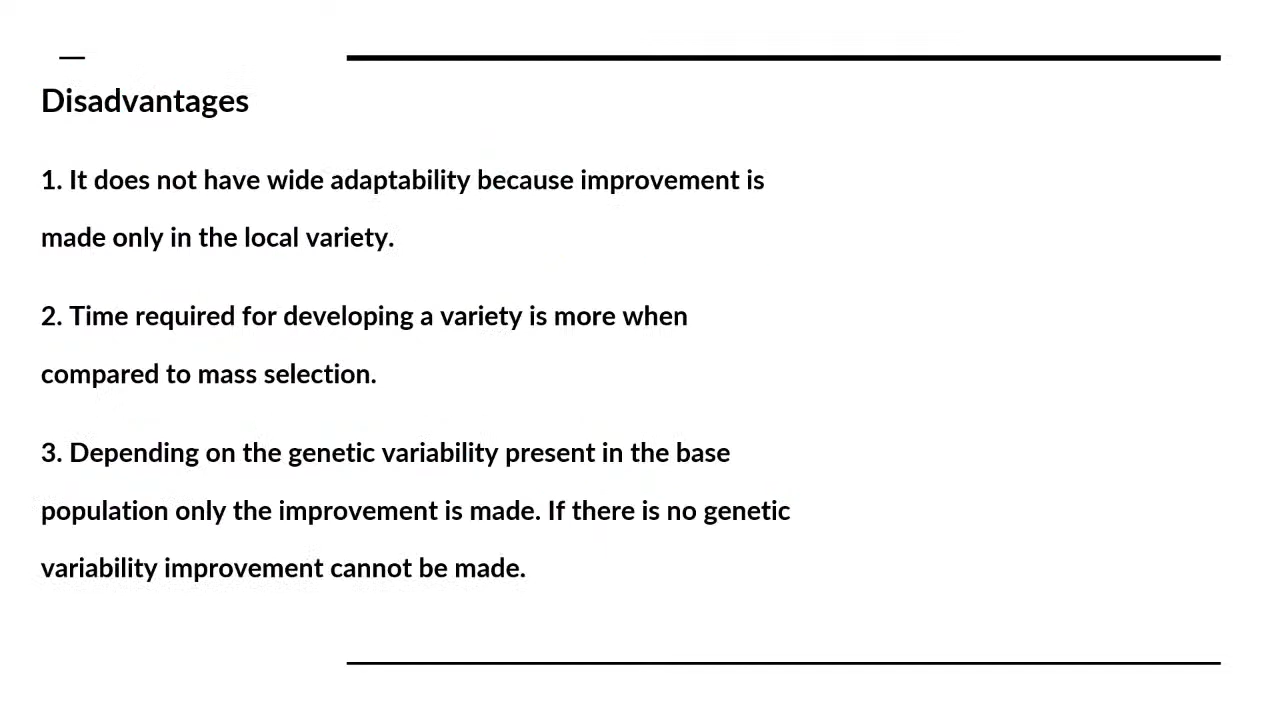 Disadvantages
1. It does not have wide adaptability because improvement is
made only in the local variety.
2. Time required for developing a variety is more when
compared to mass selection.
3. Depending on the genetic variability present in the base
population only the improvement is made. If there is no genetic
variability improvement cannot be made.